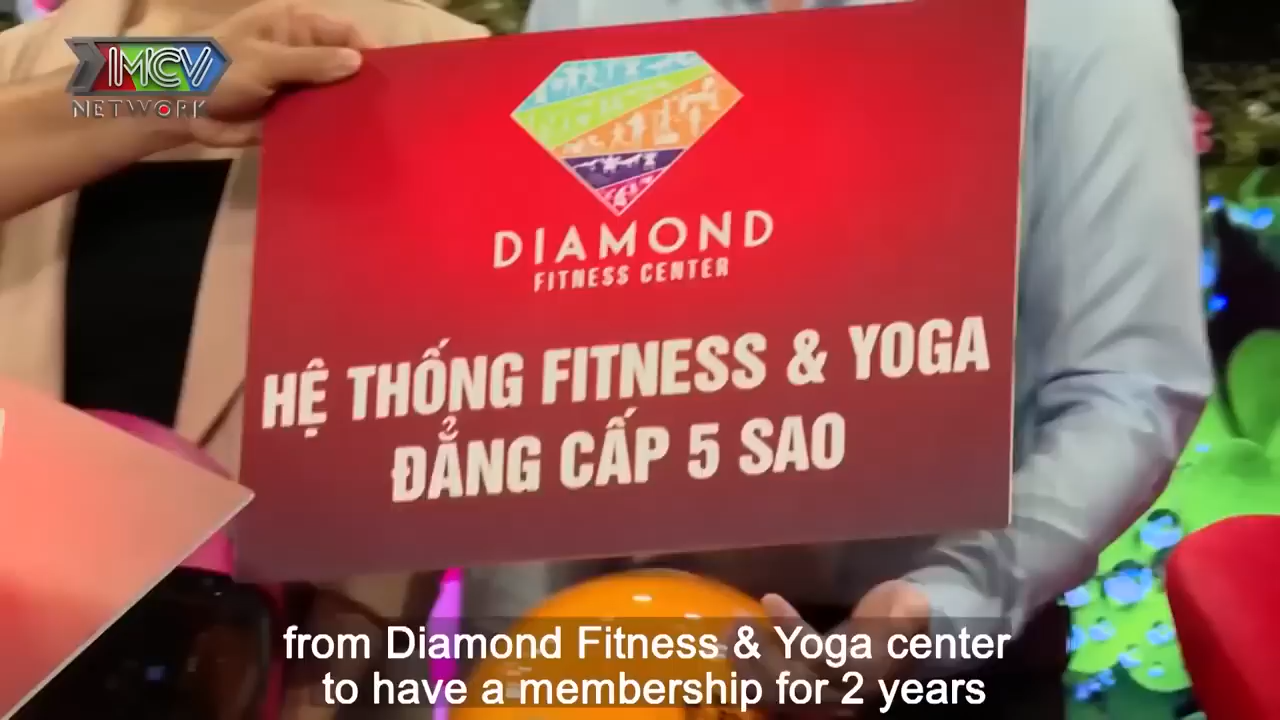 MCV
NETWORK
DIAMOND
FITNESS CENTER
HỆ THỐNG FITNESS & YOGA
ĐẲNG CẤP 5 SAO
from Diamond Fitness & Yoga center
to have a membership for 2 years